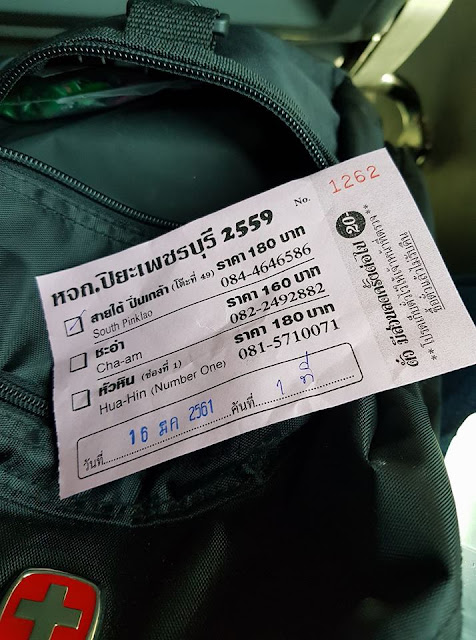 No. 1262
หจก.ปิยะเพชรบุรี 2559
สายใต้ ปิ่นเกล้า (โต๊ะที่ 49) ราคา 180 บาท
South Pinklao 084-4646586
ชะอำ ราคา 160 บาท
Cha-am 082-2492882
หัวหิน (ช่องที่ 1) ราคา 180 บาท
Hua-Hin (Number One) 081-5710071
วันที่ 16 มีค 2561 คันที่ 1 ที่
20